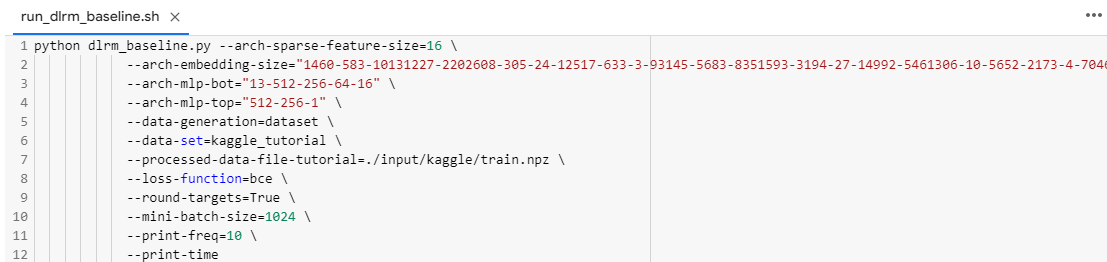 run_dlrm_baseline.sh ×
1 python dlrm_baseline.py --arch-sparse-feature-size=16 \
2 --arch-embedding-size="1460-583-10131227-2202608-305-24-12517-633-3-93145-5683-8351593-3194-27-14992-5461306-10-5652-2173-4-7046
3 --arch-mlp-bot="13-512-256-64-16" \
4 --arch-mlp-top="512-256-1" \
5 --data-generation=dataset \
6 --data-set=kaggle_tutorial \
7 --processed-data-file-tutorial=./input/kaggle/train.npz \
8 --loss-function=bce \
9 --round-targets=True \
10 --mini-batch-size=1024 \
11 --print-freq=10 \
12 --print-time